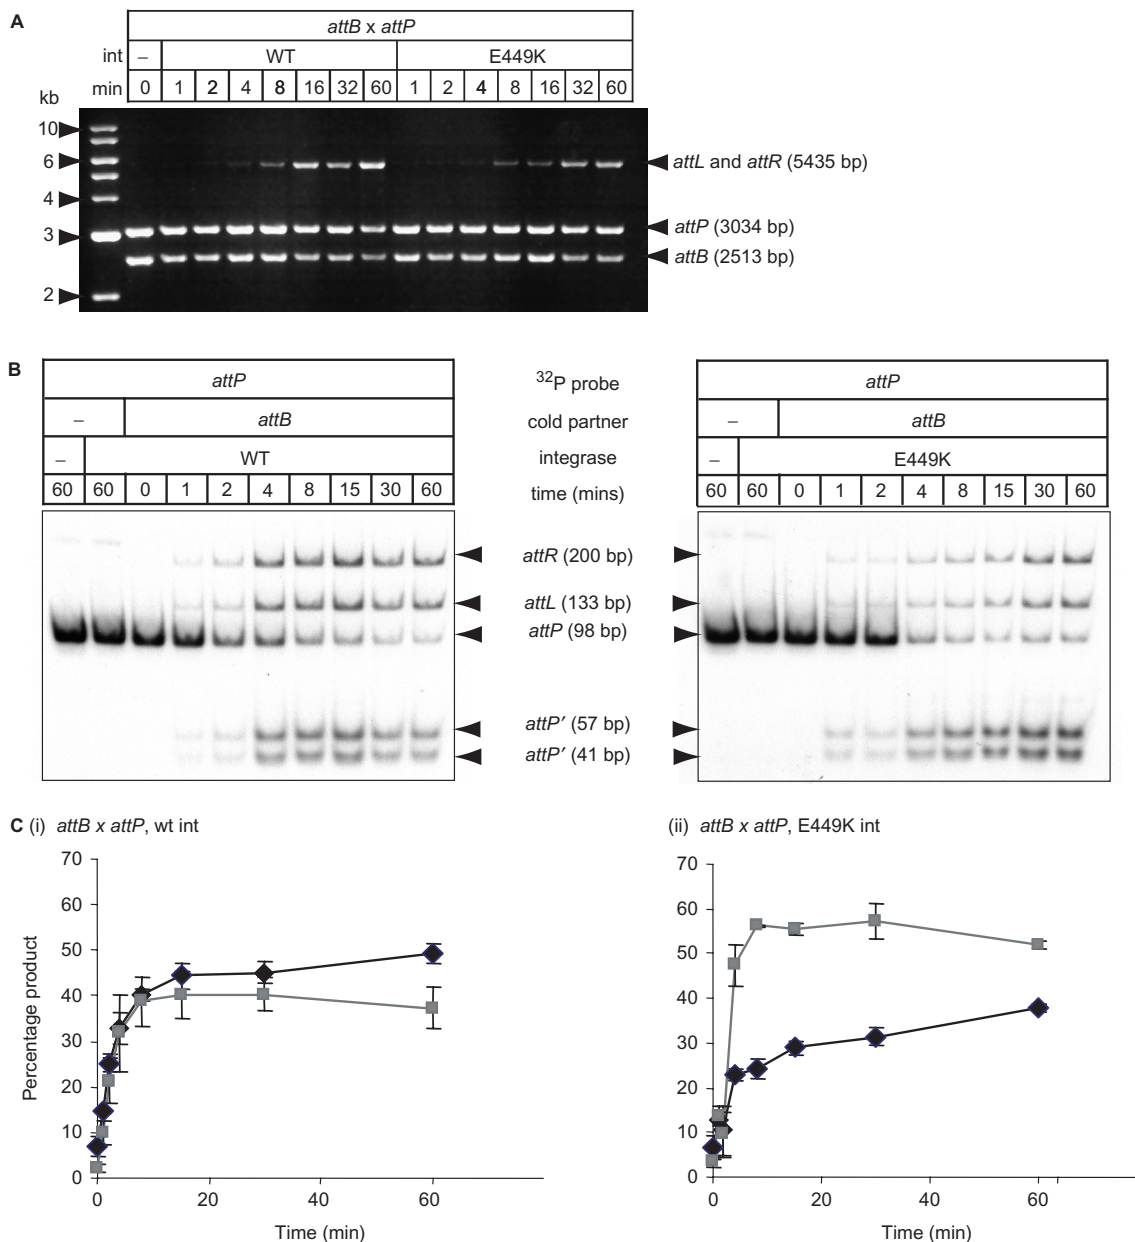 A
attB x attP
int – WT E449K
min 0 1 2 4 8 16 32 60 1 2 4 8 16 32 60
kb
10
6
4
3
2
attL and attR (5435 bp)
attP (3034 bp)
attB (2513 bp)
B
attP 32P probe attP
– attB cold partner – attB
– WT integrase – E449K
60 60 0 1 2 4 8 15 30 60 time (mins) 60 60 0 1 2 4 8 15 30 60
attR (200 bp)
attL (133 bp)
attP (98 bp)
attP′ (57 bp)
attP′ (41 bp)
C (i) attB x attP, wt int
70
60
50
40
30
20
10
0
0 20 40 60
Percentage product
Time (min)
(ii) attB x attP, E449K int
70
60
50
40
30
20
10
0
0 20 40 60
Time (min)